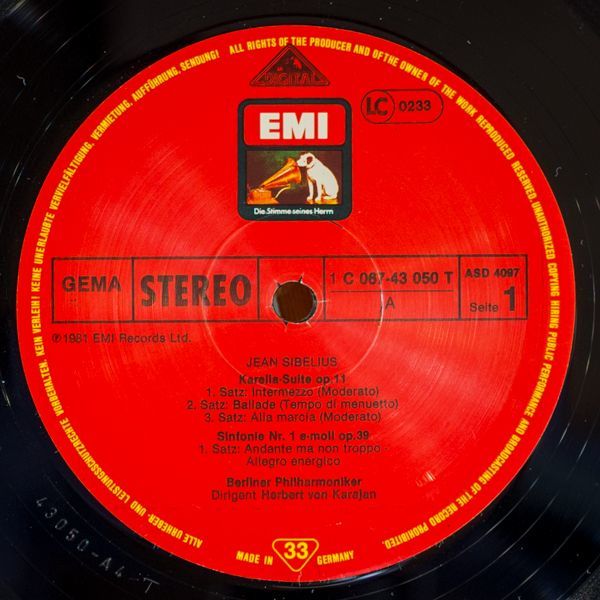 ALLE URHEBER- UND LEISTUNGSSCHUTZRECHTE VORBEHALTEN. KEIN VERLEIH! KEINE UNERLAUBTE VERVIELFÄLTIGUNG, VERMIETUNG, AUFFÜHRUNG, SENDUNG!
ALL RIGHTS OF THE PRODUCER AND OF THE OWNER OF THE WORK REPRODUCED RESERVED. UNAUTHORIZED COPYING HIRING PUBLIC PERFORMANCE AND BROADCASTING OF THE RECORD PROHIBITED.
DIGITAL
LC 0233
EMI
Die Stimme seines Herrn
GEMA STEREO 1 C 067-43 050 T ASD 4097
A Seite 1
℗1981 EMI Records Ltd.
JEAN SIBELIUS
Karelia-Suite op.11
1. Satz: Intermezzo (Moderato)
2. Satz: Ballade (Tempo di menuetto)
3. Satz: Alla marcia (Moderato)
Sinfonie Nr. 1 e-moll op.39
1. Satz: Andante ma non troppo -
Allegro energico
Berliner Philharmoniker
Dirigent Herbert von Karajan
MADE IN 33 GERMANY
43050-A4 T